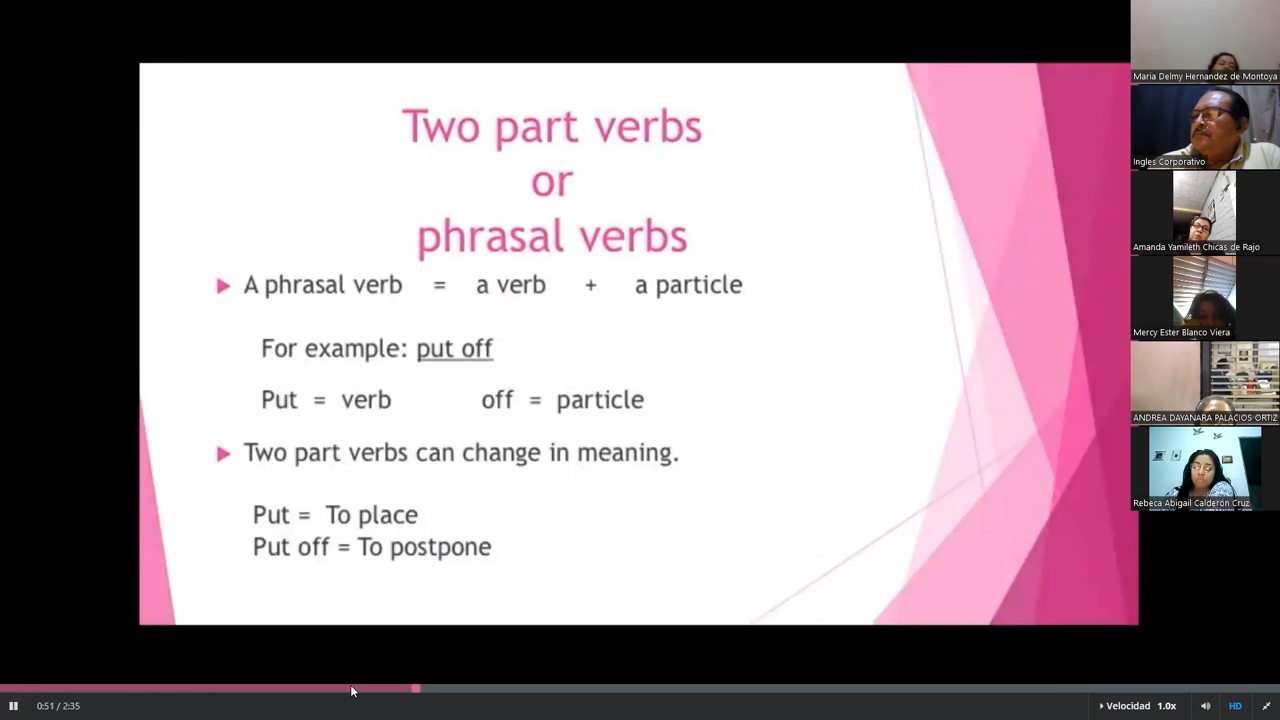 Two part verbs
or
phrasal verbs
A phrasal verb = a verb + a particle
For example: put off
Put = verb off = particle
Two part verbs can change in meaning.
Put = To place
Put off = To postpone
Maria Delmy Hernandez de Montoya
Ingles Corporativo
Amanda Yamileth Chicas de Rajo
Mercy Ester Blanco Viera
ANDREA DAYANARA PALACIOS ORTIZ
Rebeca Abigail Calderón Cruz
0:51 / 2:35
Velocidad 1.0x
HD